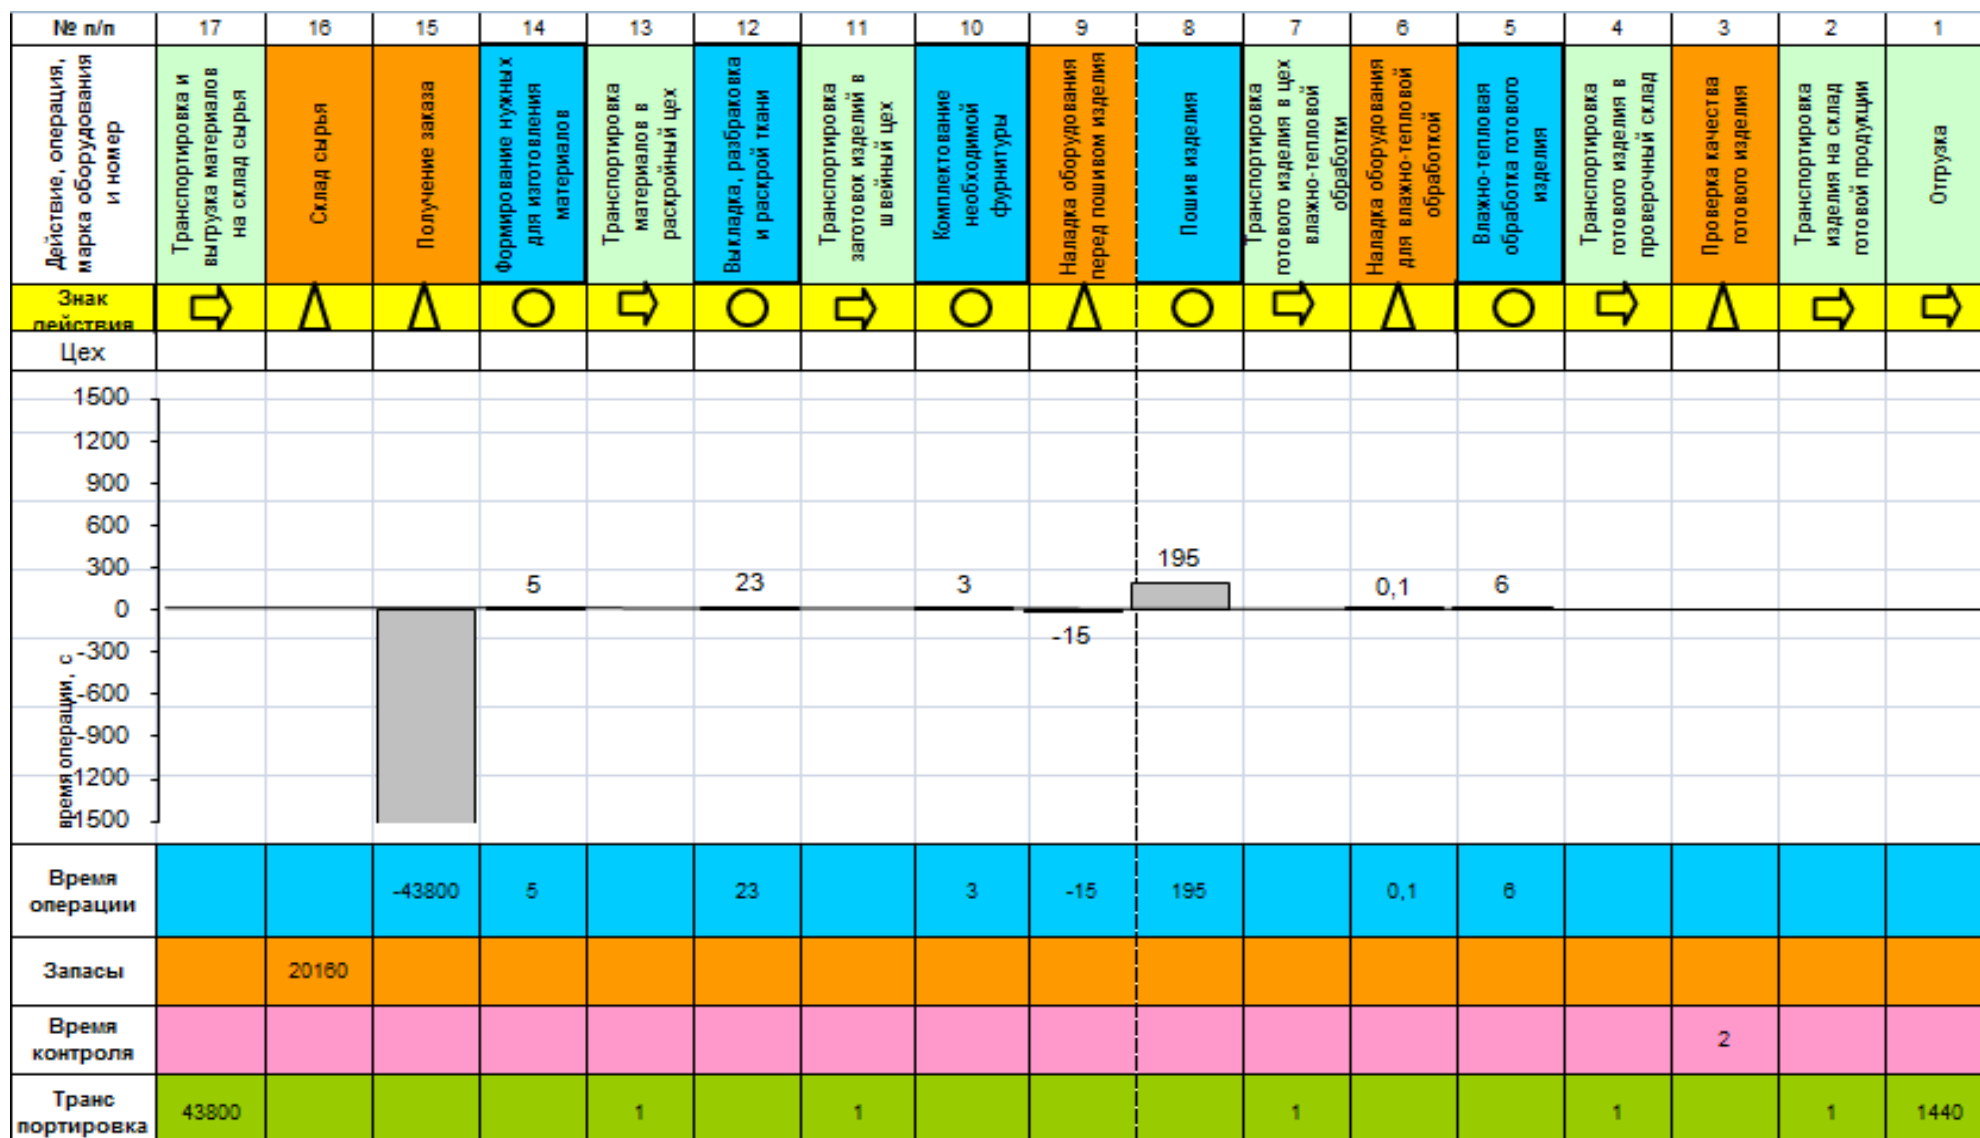 № п/п 17 16 15 14 13 12 11 10 9 8 7 6 5 4 3 2 1
Действие, операция,
марка оборудования
и номер
Транспортировка и
выгрузка материалов
на склад сырья
Склад сырья
Получение заказа
Формирование нужных
для изготовления
материалов
Транспортировка
материалов в
раскройный цех
Выкладка, разбраковка
и раскрой ткани
Транспортировка
заготовок изделий в
швейный цех
Комплектование
необходимой
фурнитуры
Наладка оборудования
перед пошивом изделия
Пошив изделия
Транспортировка
готового изделия в цех
влажно-тепловой
обработки
Наладка оборудования
для влажно-тепловой
обработкой
Влажно-тепловая
обработка готового
изделия
Транспортировка
готового изделия в
проверочный склад
Проверка качества
готового изделия
Транспортировка
изделия на склад
готовой продукции
Отгрузка
Знак
действия
Цех
1500
1200
900
600
300
0
-300
-600
-900
-1200
-1500
время операции, с
5
23
3
-15
195
0,1
6
Время
операции
-43800 5 23 3 -15 195 0,1 6
Запасы
20160
Время
контроля
2
Транс
портировка
43800 1 1 1 1 1 1440